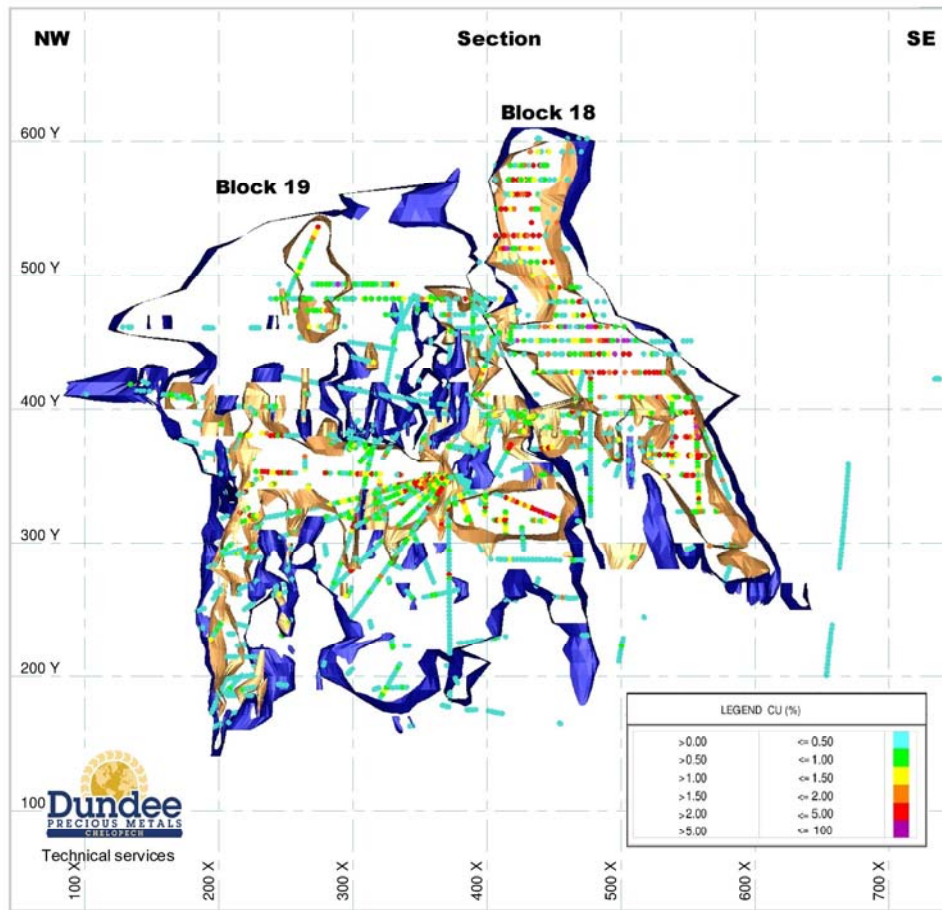 NW Section SE
Block 18
600 Y
Block 19
500 Y
400 Y
300 Y
200 Y
LEGEND CU (%)
>0.00 <= 0.50
>0.50 <= 1.00
>1.00 <= 1.50
>1.50 <= 2.00
>2.00 <= 5.00
>5.00 <= 100
100
Dundee
PRECIOUS METALS
CHELOPECH
Technical services
100 X
200 X
300 X
400 X
500 X
600 X
700 X